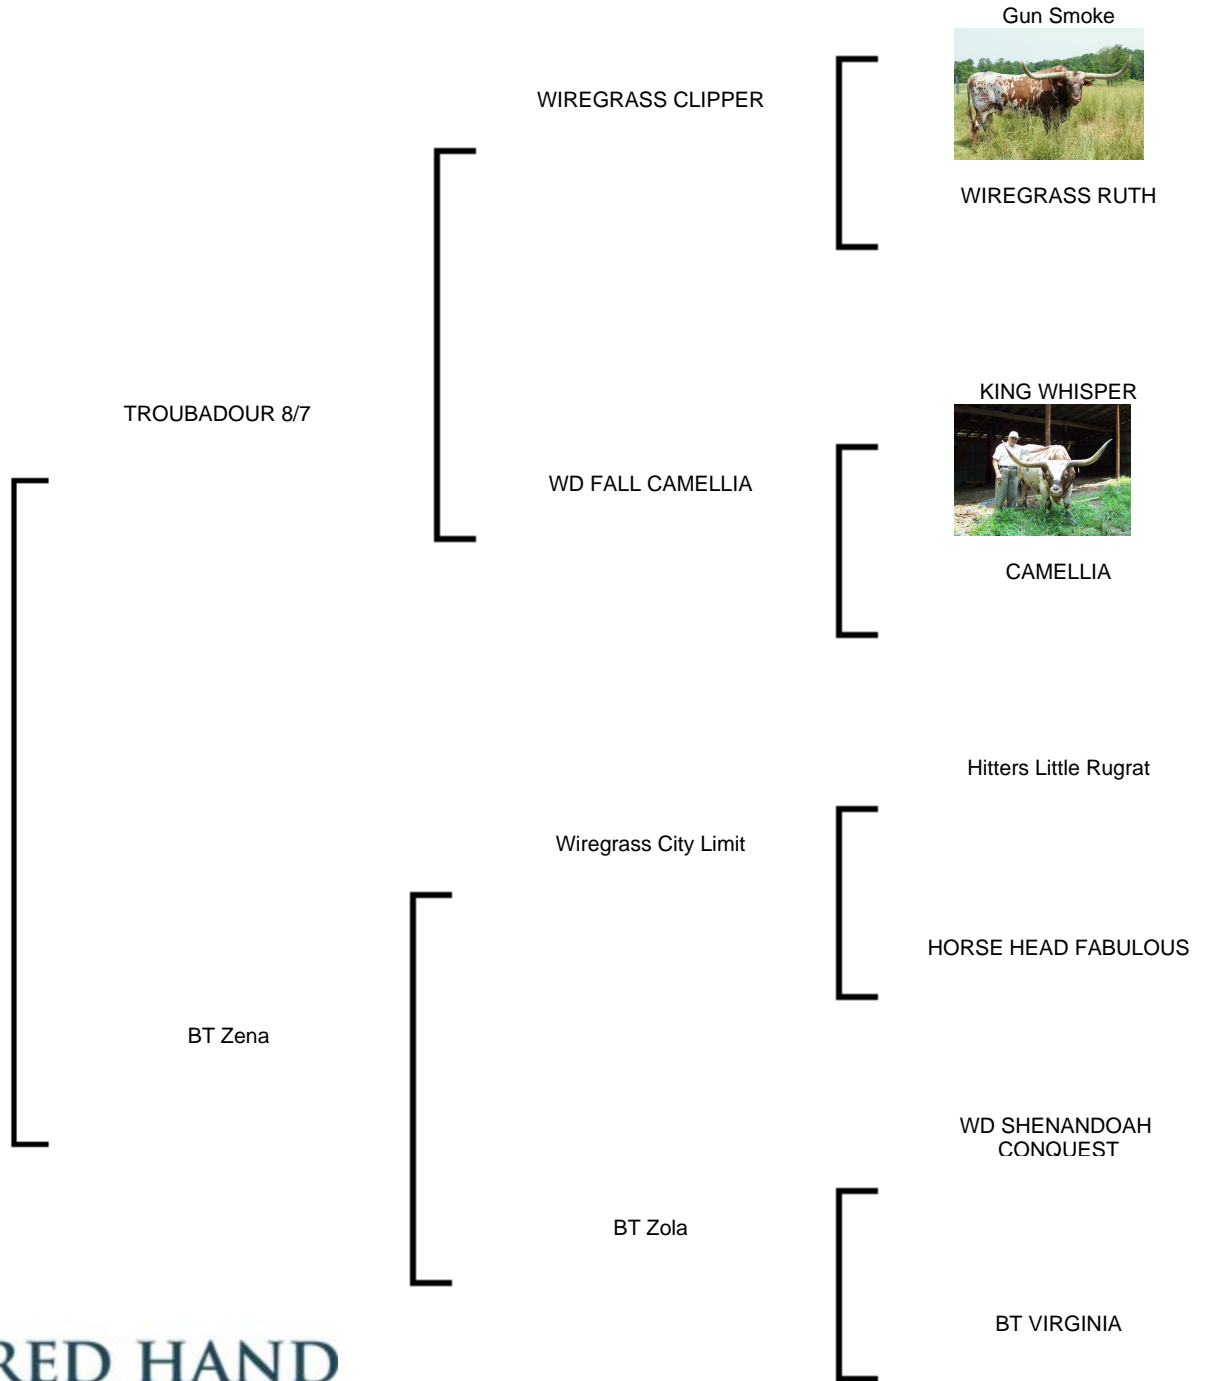 Gun Smoke
WIREGRASS CLIPPER
WIREGRASS RUTH
KING WHISPER
TROUBADOUR 8/7
WD FALL CAMELLIA
CAMELLIA
Hitters Little Rugrat
Wiregrass City Limit
HORSE HEAD FABULOUS
BT Zena
WD SHENANDOAH
CONQUEST
BT Zola
BT VIRGINIA
RED HAND